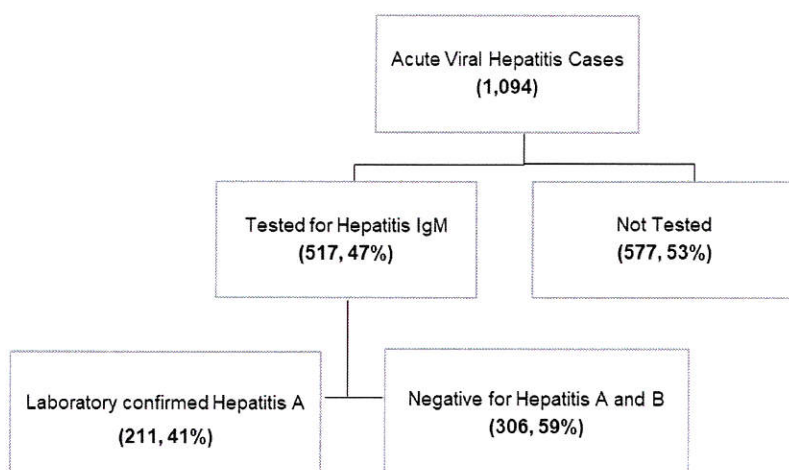 Acute Viral Hepatitis Cases
(1,094)
Tested for Hepatitis IgM
(517, 47%)
Not Tested
(577, 53%)
Laboratory confirmed Hepatitis A
(211, 41%)
Negative for Hepatitis A and B
(306, 59%)